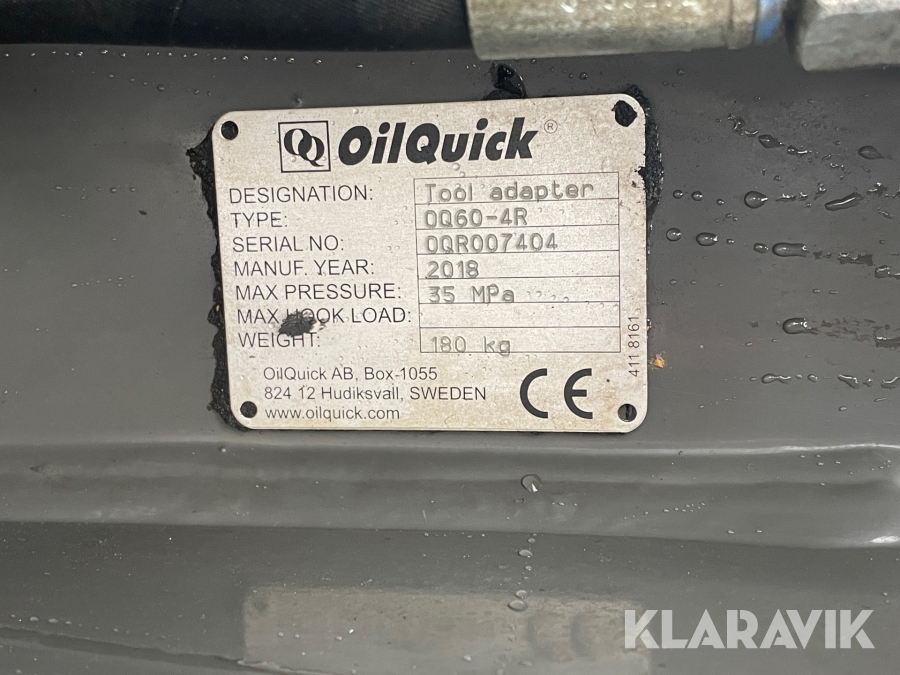 OilQuick®
DESIGNATION: Tool adapter
TYPE: OQ60-4R
SERIAL NO: OQR007404
MANUF. YEAR: 2018
MAX PRESSURE: 35 MPa
MAX HOOK LOAD:
WEIGHT: 180 kg
OilQuick AB, Box-1055
824 12 Hudiksvall, SWEDEN
www.oilquick.com
CE
411 8161
KLARAVIK